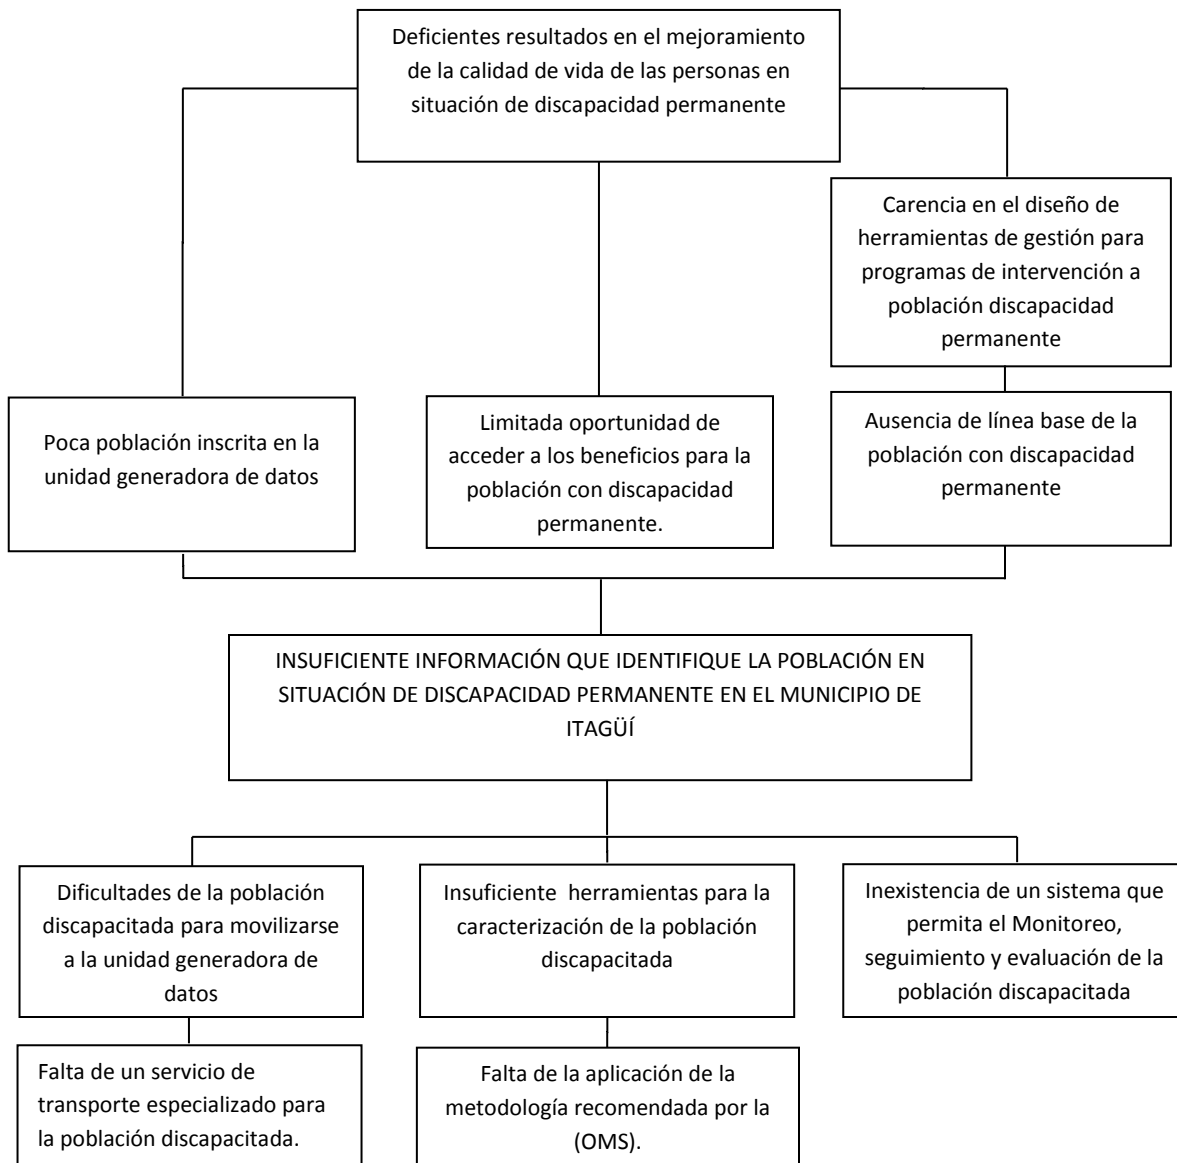 Deficientes resultados en el mejoramiento
de la calidad de vida de las personas en
situación de discapacidad permanente
Carencia en el diseño de
herramientas de gestión para
programas de intervención a
población discapacidad
permanente
Poca población inscrita en la
unidad generadora de datos
Limitada oportunidad de
acceder a los beneficios para la
población con discapacidad
permanente.
Ausencia de línea base de la
población con discapacidad
permanente
INSUFICIENTE INFORMACIÓN QUE IDENTIFIQUE LA POBLACIÓN EN
SITUACIÓN DE DISCAPACIDAD PERMANENTE EN EL MUNICIPIO DE
ITAGÜÍ
Dificultades de la población
discapacitada para movilizarse
a la unidad generadora de
datos
Insuficiente herramientas para la
caracterización de la población
discapacitada
Inexistencia de un sistema que
permita el Monitoreo,
seguimiento y evaluación de la
población discapacitada
Falta de un servicio de
transporte especializado para
la población discapacitada.
Falta de la aplicación de la
metodología recomendada por la
(OMS).